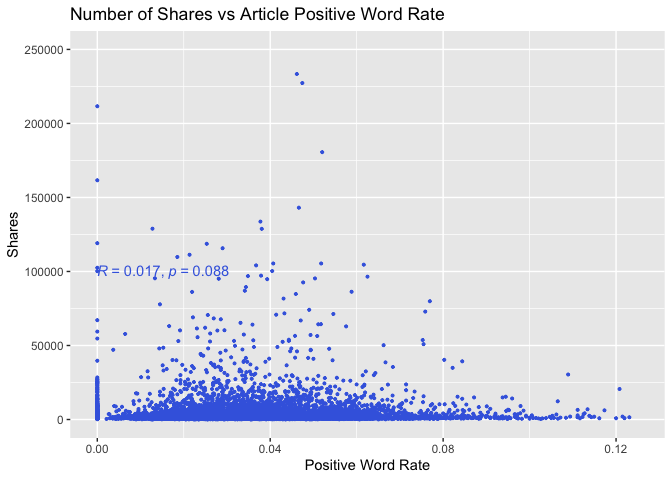 Number of Shares vs Article Positive Word Rate
250000
200000
150000
100000
50000
0
Shares
R = 0.017, p = 0.088
0.00 0.04 0.08 0.12
Positive Word Rate